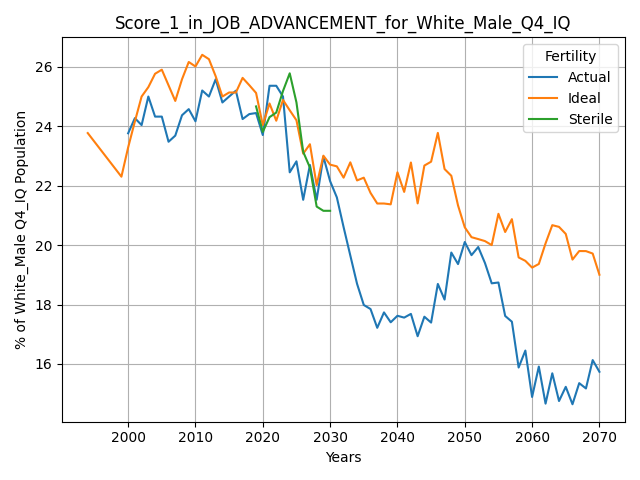 Score_1_in_JOB_ADVANCEMENT_for_White_Male_Q4_IQ
Fertility
Actual
Ideal
Sterile
% of White_Male Q4_IQ Population
26
24
22
20
18
16
2000 2010 2020 2030 2040 2050 2060 2070
Years